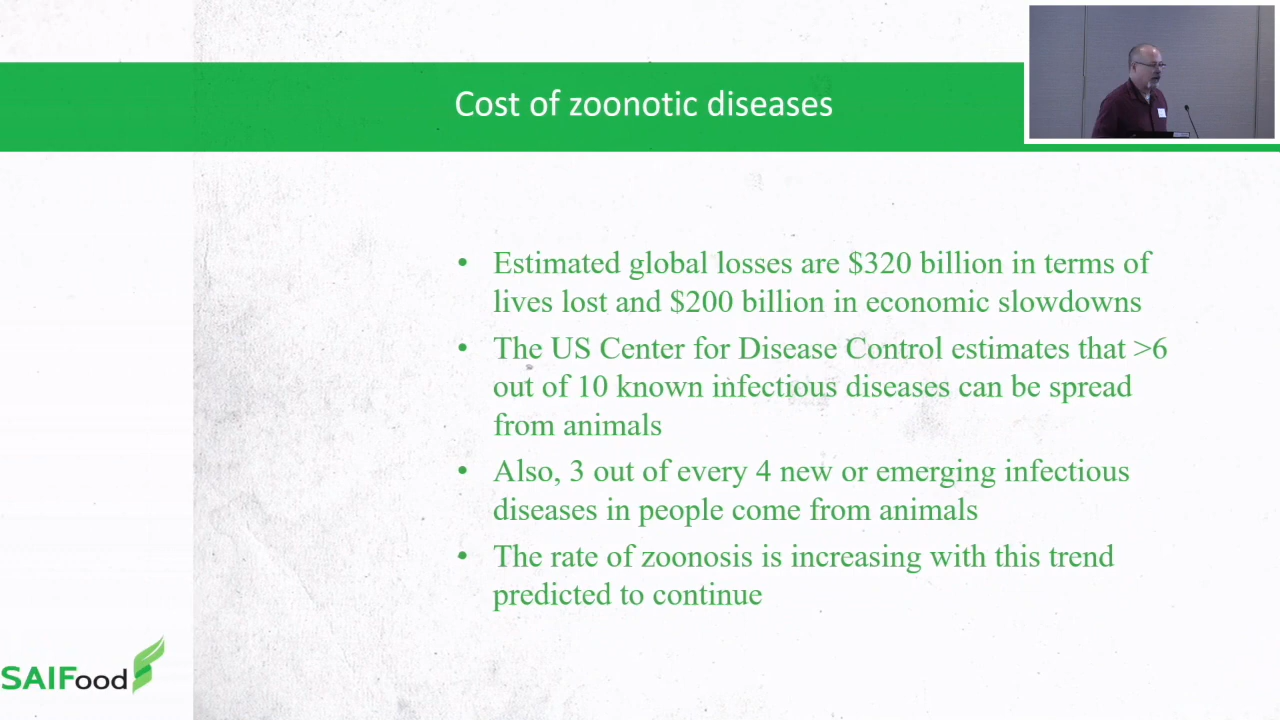 Cost of zoonotic diseases
• Estimated global losses are $320 billion in terms of
lives lost and $200 billion in economic slowdowns
• The US Center for Disease Control estimates that >6
out of 10 known infectious diseases can be spread
from animals
• Also, 3 out of every 4 new or emerging infectious
diseases in people come from animals
• The rate of zoonosis is increasing with this trend
predicted to continue
SAIFood